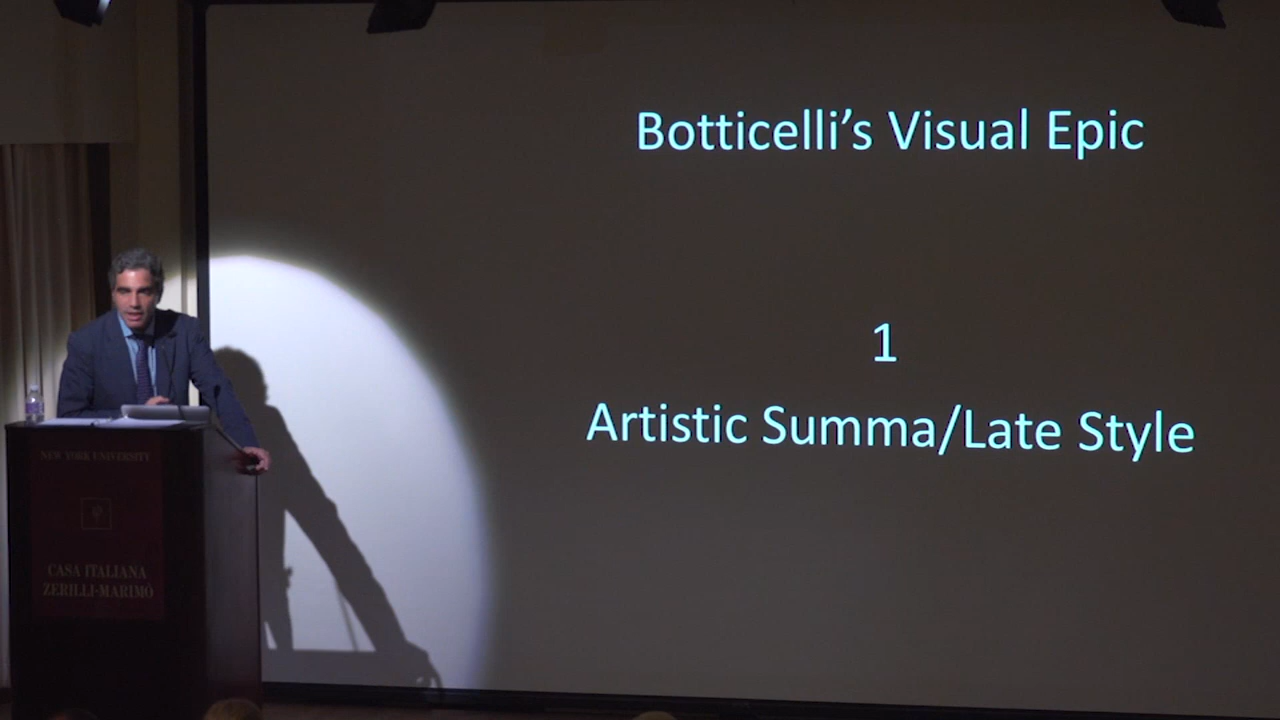 Botticelli's Visual Epic
1
Artistic Summa/Late Style
NEW YORK UNIVERSITY
CASA ITALIANA
ZERILLI-MARIMÒ